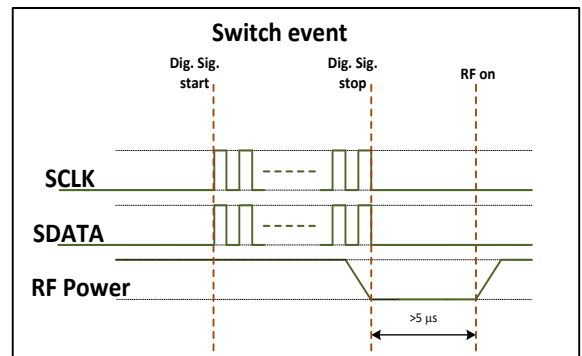 Switch event
Dig. Sig.
start
Dig. Sig.
stop
RF on
SCLK
SDATA
RF Power
>5 µs